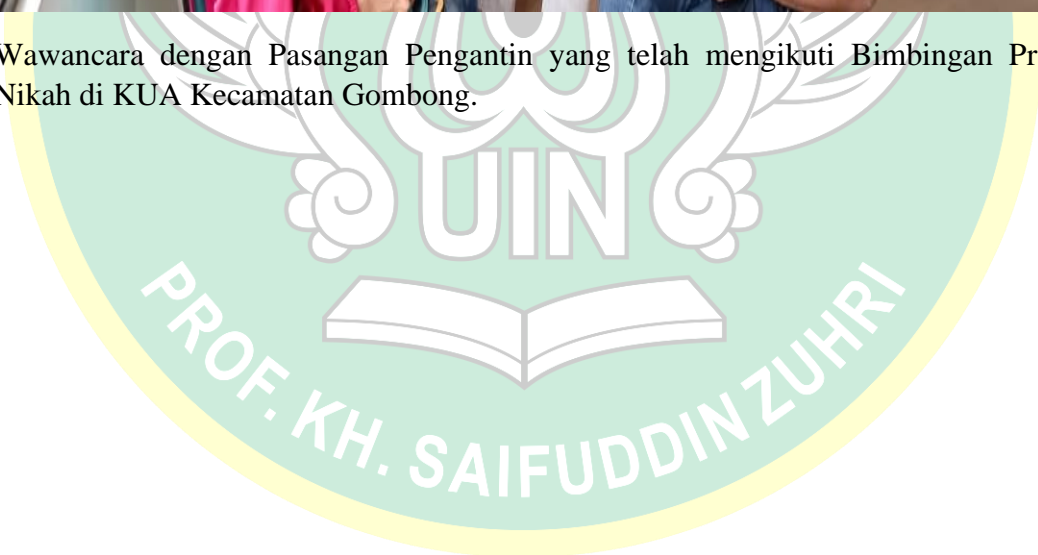 Wawancara dengan Pasangan Pengantin yang telah mengikuti Bimbingan Pr
Nikah di KUA Kecamatan Gombong.
UIN
PROF. KH. SAIFUDDIN ZUHRI